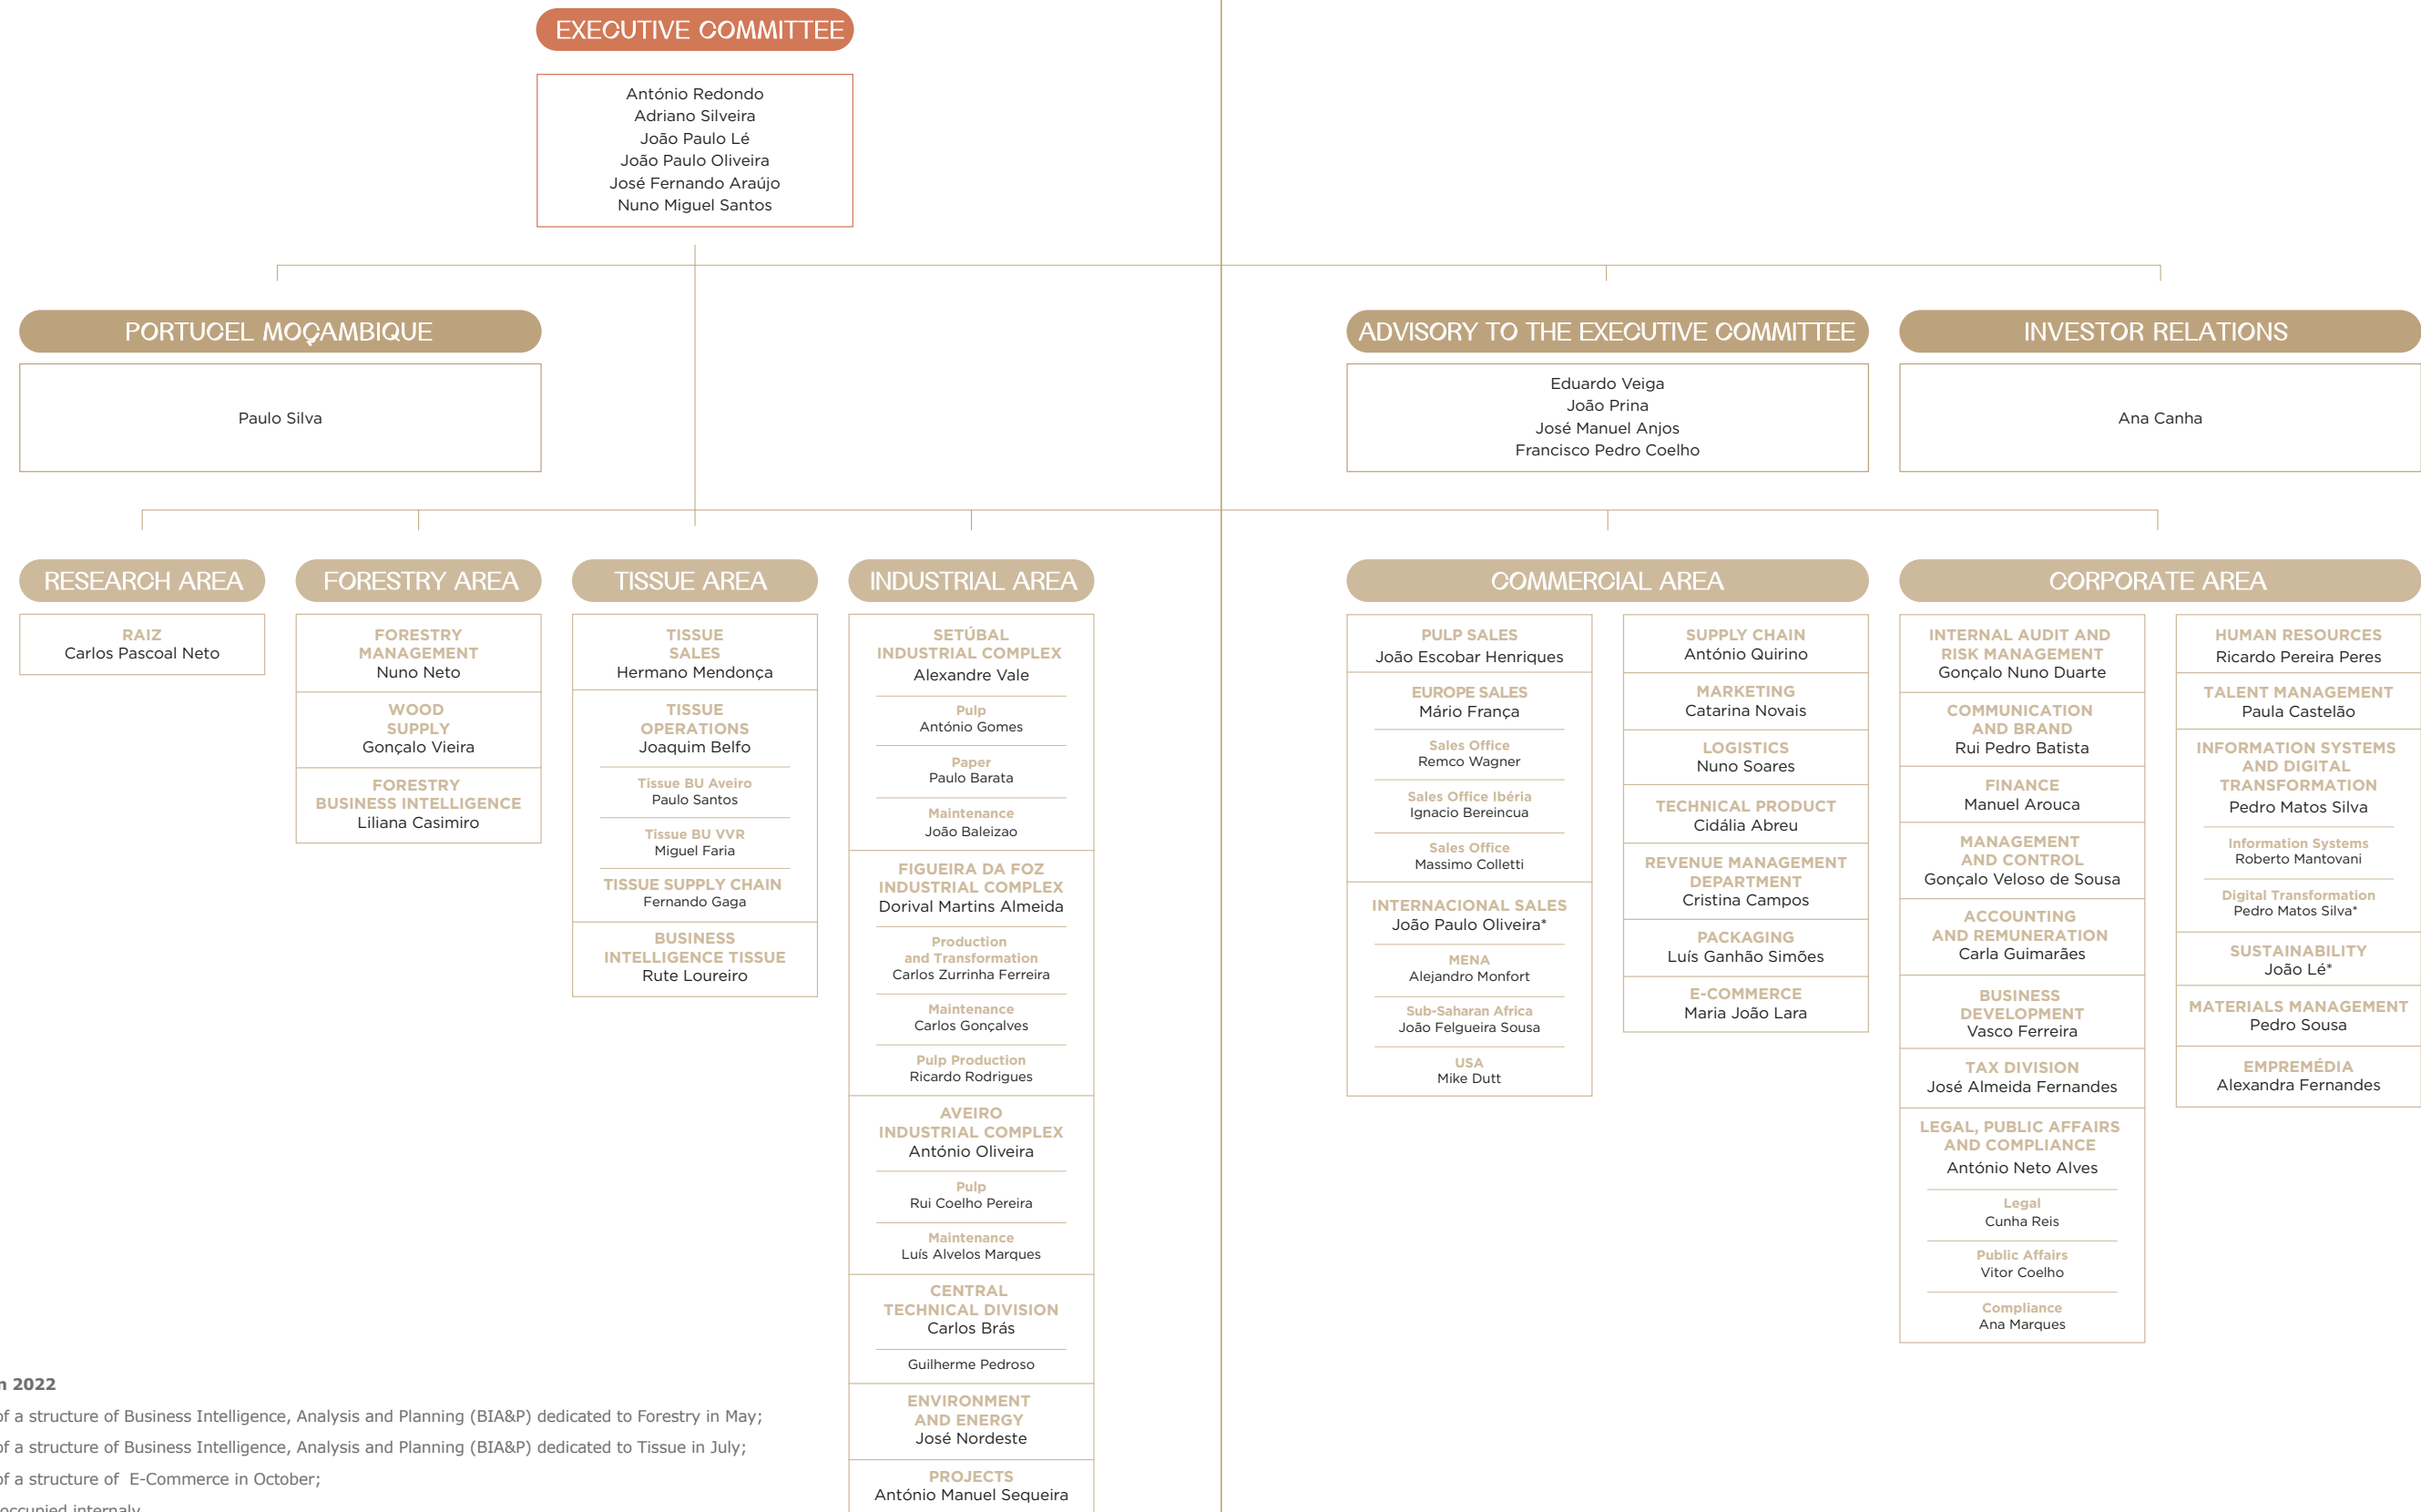 EXECUTIVE COMMITTEE
António Redondo
Adriano Silveira
João Paulo Lé
João Paulo Oliveira
José Fernando Araújo
Nuno Miguel Santos
PORTUCEL MOÇAMBIQUE
Paulo Silva
ADVISORY TO THE EXECUTIVE COMMITTEE
Eduardo Veiga
João Prina
José Manuel Anjos
Francisco Pedro Coelho
INVESTOR RELATIONS
Ana Canha
RESEARCH AREA
RAIZ
Carlos Pascoal Neto
FORESTRY AREA
FORESTRY
MANAGEMENT
Nuno Neto
WOOD
SUPPLY
Gonçalo Vieira
FORESTRY
BUSINESS INTELLIGENCE
Liliana Casimiro
TISSUE AREA
TISSUE
SALES
Hermano Mendonça
TISSUE
OPERATIONS
Joaquim Belfo
Tissue BU Aveiro
Paulo Santos
Tissue BU VVR
Miguel Faria
TISSUE SUPPLY CHAIN
Fernando Gaga
BUSINESS
INTELLIGENCE TISSUE
Rute Loureiro
INDUSTRIAL AREA
SETÚBAL
INDUSTRIAL COMPLEX
Alexandre Vale
Pulp
António Gomes
Paper
Paulo Barata
Maintenance
João Baleizao
FIGUEIRA DA FOZ
INDUSTRIAL COMPLEX
Dorival Martins Almeida
Production
and Transformation
Carlos Zurrinha Ferreira
Maintenance
Carlos Gonçalves
Pulp Production
Ricardo Rodrigues
AVEIRO
INDUSTRIAL COMPLEX
António Oliveira
Pulp
Rui Coelho Pereira
Maintenance
Luís Alvelos Marques
CENTRAL
TECHNICAL DIVISION
Carlos Brás
Guilherme Pedroso
ENVIRONMENT
AND ENERGY
José Nordeste
PROJECTS
António Manuel Sequeira
COMMERCIAL AREA
PULP SALES
João Escobar Henriques
EUROPE SALES
Mário França
Sales Office
Remco Wagner
Sales Office Ibéria
Ignacio Bereincua
Sales Office
Massimo Colletti
INTERNACIONAL SALES
João Paulo Oliveira*
MENA
Alejandro Monfort
Sub-Saharan Africa
João Felgueira Sousa
USA
Mike Dutt
SUPPLY CHAIN
António Quirino
MARKETING
Catarina Novais
LOGISTICS
Nuno Soares
TECHNICAL PRODUCT
Cidália Abreu
REVENUE MANAGEMENT
DEPARTMENT
Cristina Campos
PACKAGING
Luís Ganhão Simões
E-COMMERCE
Maria João Lara
CORPORATE AREA
INTERNAL AUDIT AND
RISK MANAGEMENT
Gonçalo Nuno Duarte
COMMUNICATION
AND BRAND
Rui Pedro Batista
FINANCE
Manuel Arouca
MANAGEMENT
AND CONTROL
Gonçalo Veloso de Sousa
ACCOUNTING
AND REMUNERATION
Carla Guimarães
BUSINESS
DEVELOPMENT
Vasco Ferreira
TAX DIVISION
José Almeida Fernandes
LEGAL, PUBLIC AFFAIRS
AND COMPLIANCE
António Neto Alves
Legal
Cunha Reis
Public Affairs
Vitor Coelho
Compliance
Ana Marques
HUMAN RESOURCES
Ricardo Pereira Peres
TALENT MANAGEMENT
Paula Castelão
INFORMATION SYSTEMS
AND DIGITAL
TRANSFORMATION
Pedro Matos Silva
Information Systems
Roberto Mantovani
Digital Transformation
Pedro Matos Silva*
SUSTAINABILITY
João Lé*
MATERIALS MANAGEMENT
Pedro Sousa
EMPREMÉDIA
Alexandra Fernandes
2022
of a structure of Business Intelligence, Analysis and Planning (BIA&P) dedicated to Forestry in May;
of a structure of Business Intelligence, Analysis and Planning (BIA&P) dedicated to Tissue in July;
of a structure of E-Commerce in October;
occupied internaly